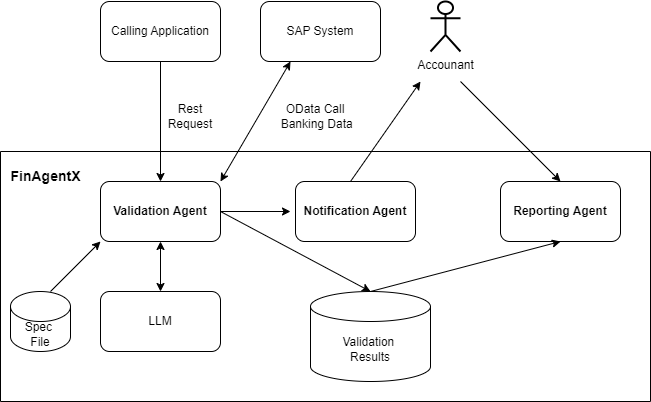 Calling Application
SAP System
Accounant
Rest
Request
OData Call
Banking Data
FinAgentX
Validation Agent
Notification Agent
Reporting Agent
Spec
File
LLM
Validation
Results